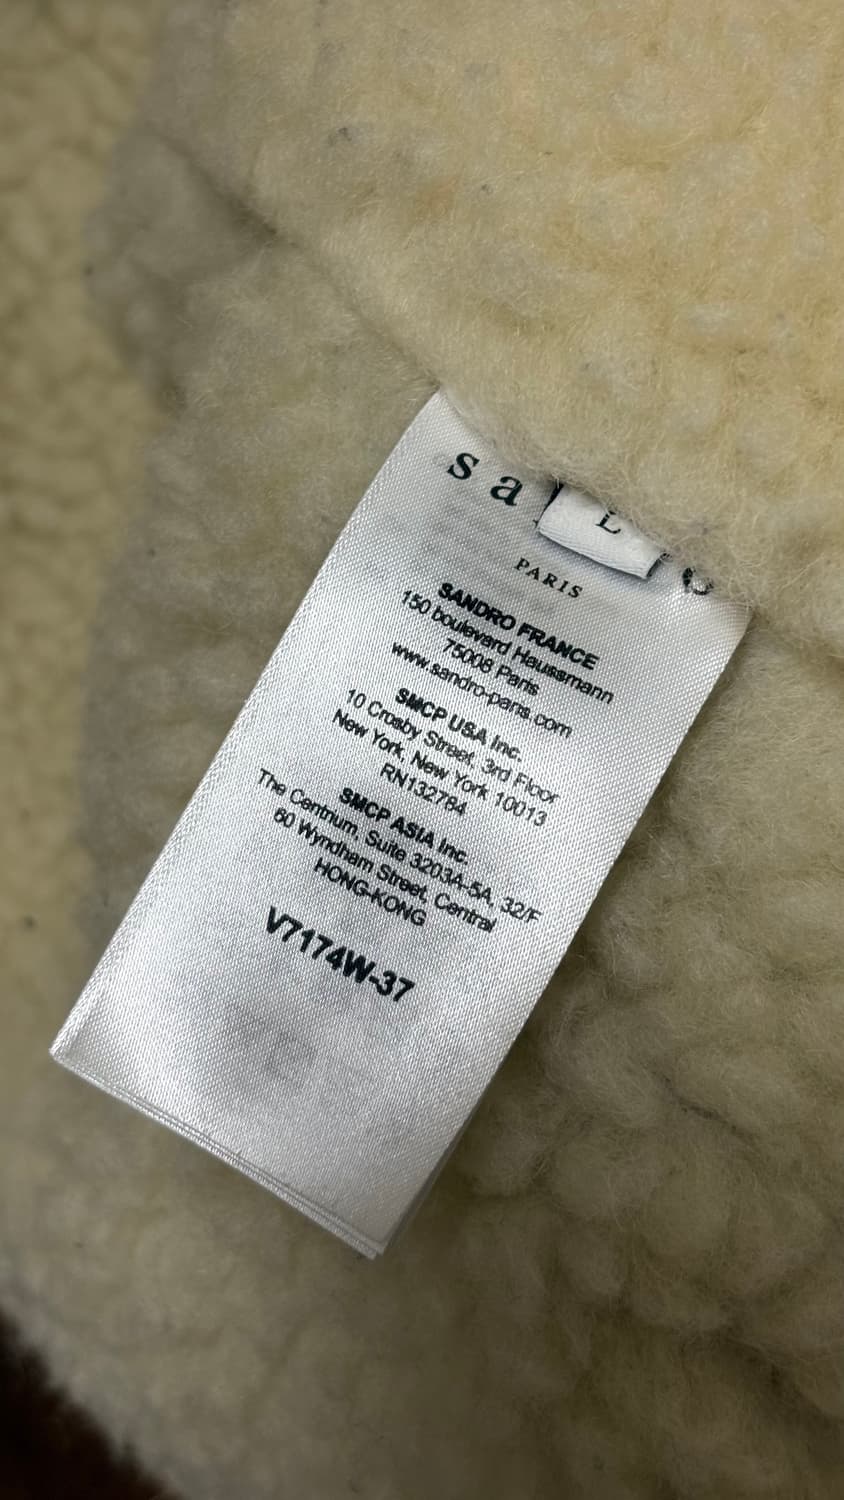 sa
L
o
PARIS
SANDRO FRANCE
150 boulevard Haussmann
75008 Paris
www.sandro-paris.com
SMCP USA Inc.
10 Crosby Street, 3rd Floor
New York, New York 10013
RN132784
SMCP ASIA Inc.
The Centrium, Suite 3203A-5A, 32/F
60 Wyndham Street, Central
HONG-KONG
V7174W-37